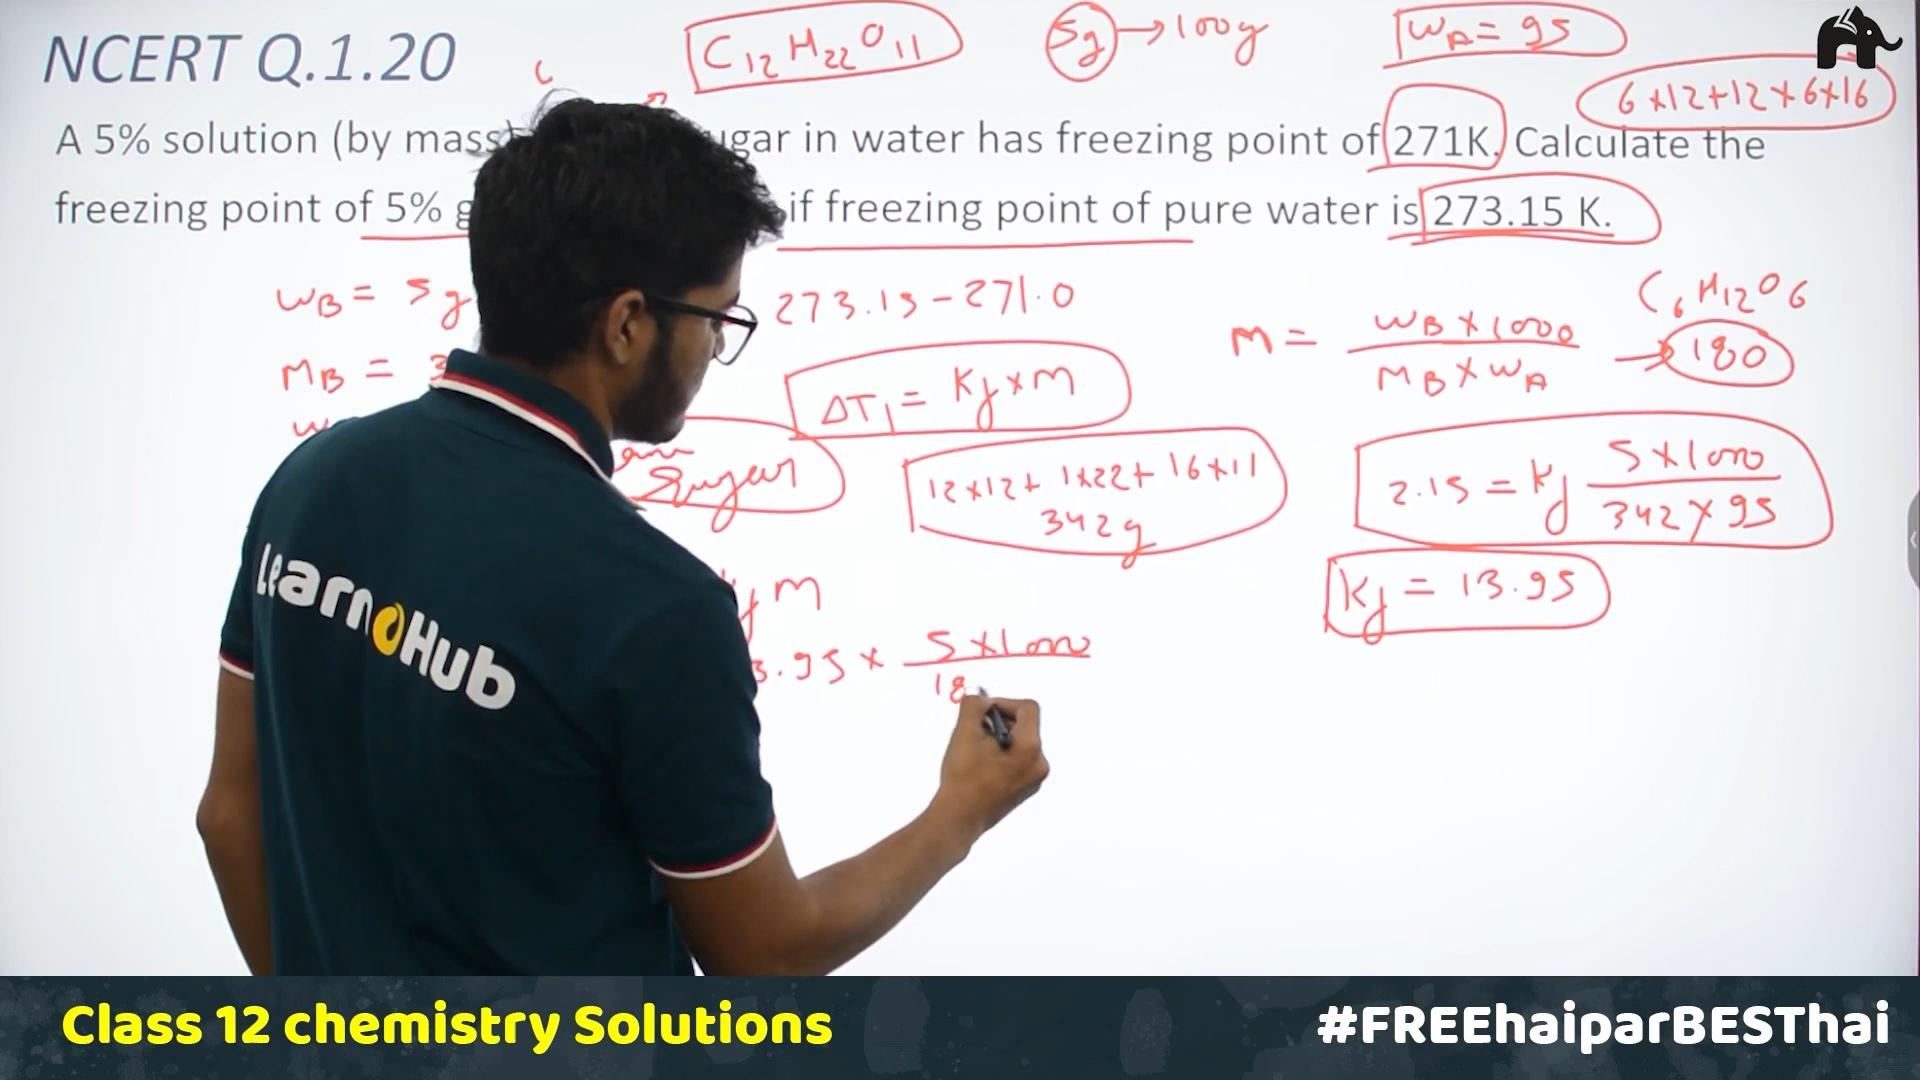 NCERT Q.1.20
C12H22O11
5g → 100g
WA = 95
6×12+12×6×16
A 5% solution (by mass) ugar in water has freezing point of 271K. Calculate the
freezing point of 5% g if freezing point of pure water is 273.15 K.
WB = 5g
273.15 - 271.0
C6H12O6
m = WB × 1000 / MB × WA → 180
MB = 3
ΔT1 = Kf × m
Sugar
12×12 + 1×22 + 16×11
342g
2.15 = Kf 5×1000 / 342 × 95
Kf = 13.95
m
3.95 × 5×1000 / 18
LearnoHub
Class 12 chemistry Solutions
#FREEhaiparBESThai